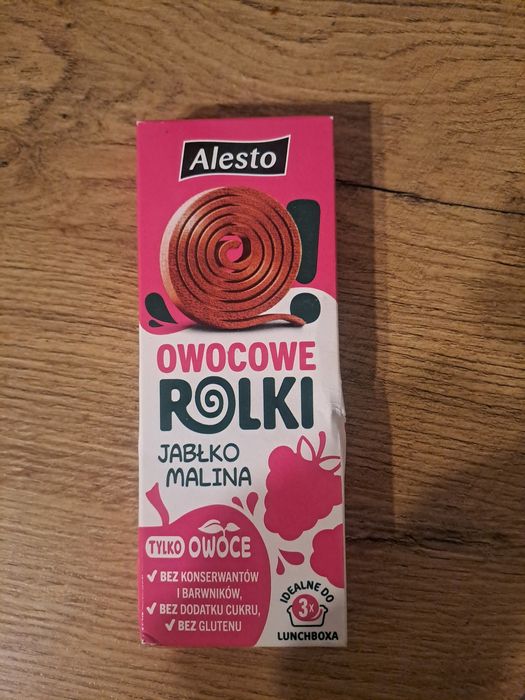 Alesto
OWOCOWE
ROLKI
JABŁKO
MALINA
TYLKO OWOCE
✓ BEZ KONSERWANTÓW
I BARWNIKÓW,
✓ BEZ DODATKU CUKRU,
✓ BEZ GLUTENU
IDEALNE DO
3x
LUNCHBOXA